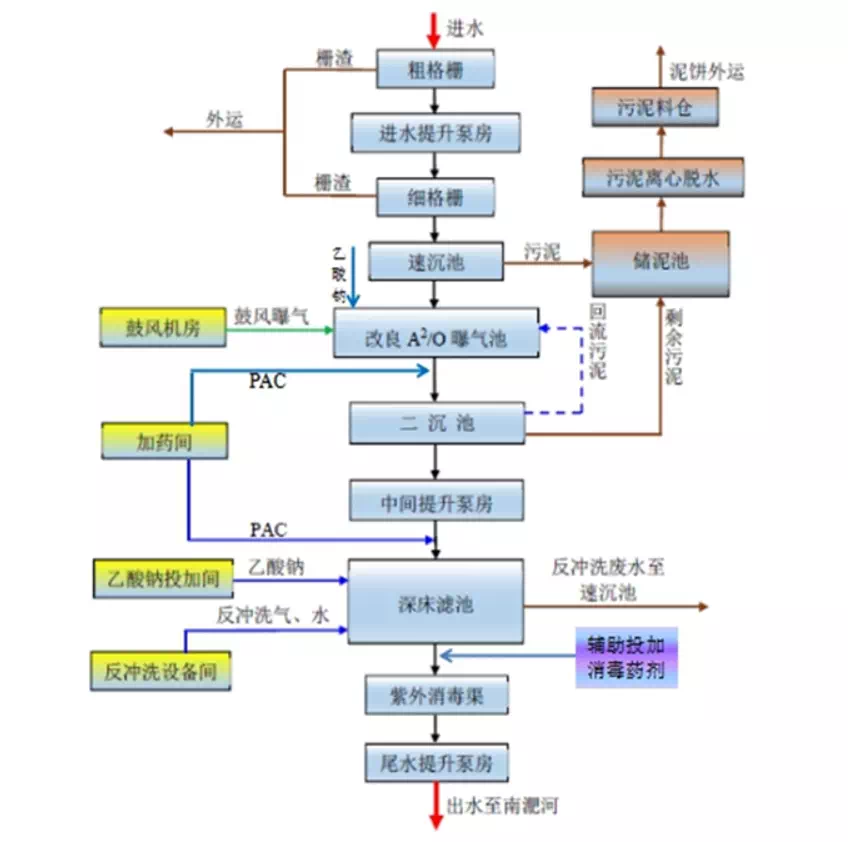 进水
栅渣
粗格栅
泥饼外运
污泥料仓
外运
进水提升泵房
栅渣
细格栅
污泥离心脱水
乙酸钠
速沉池
污泥
储泥池
鼓风机房
鼓风曝气
改良 A²/O 曝气池
回流污泥
剩余污泥
PAC
加药间
二 沉 池
中间提升泵房
PAC
乙酸钠投加间
乙酸钠
深床滤池
反冲洗废水至
速沉池
反冲洗气、水
反冲洗设备间
辅助投加
消毒药剂
紫外消毒渠
尾水提升泵房
出水至南淝河